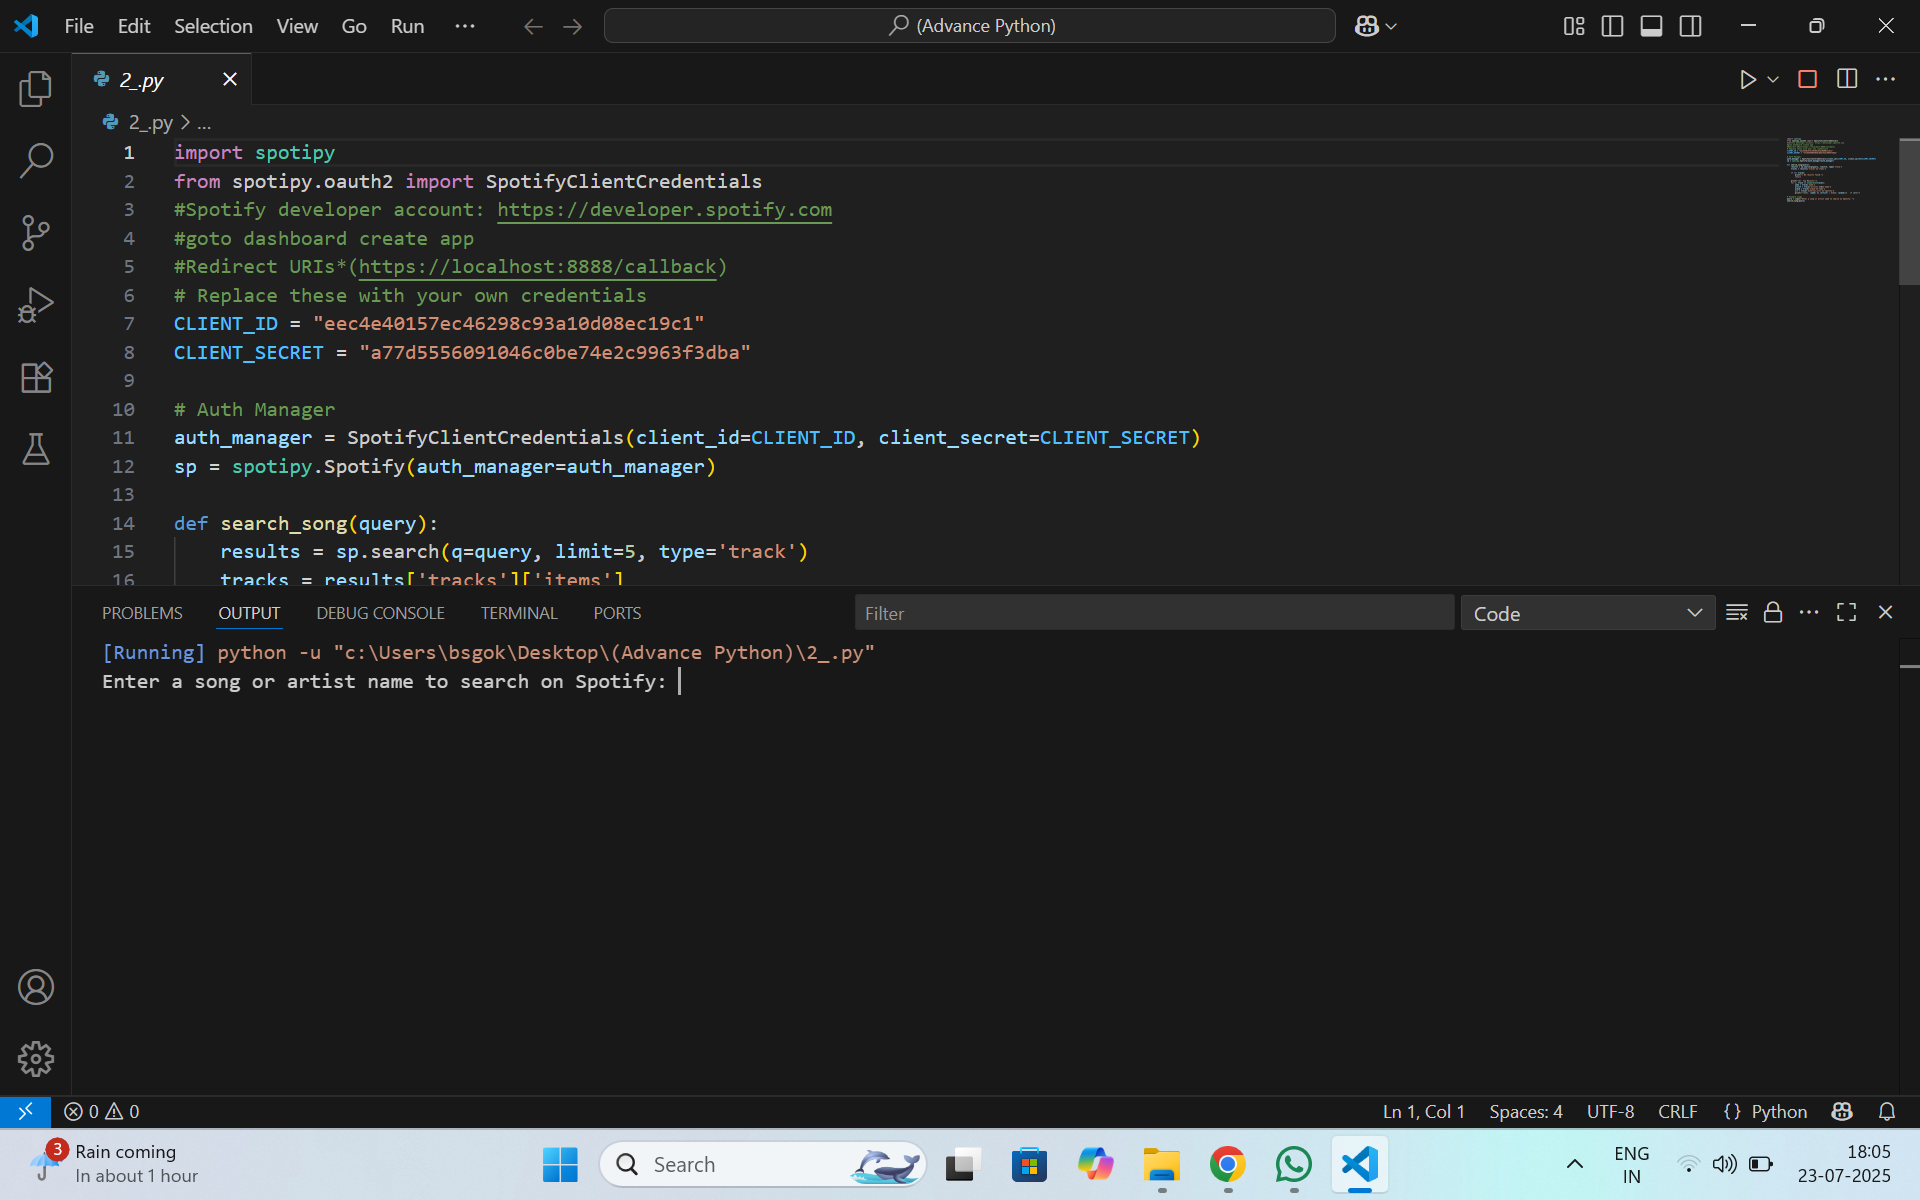 File Edit Selection View Go Run ···
(Advance Python)
2_.py
2_.py > ...
1 import spotipy
2 from spotipy.oauth2 import SpotifyClientCredentials
3 #Spotify developer account: https://developer.spotify.com
4 #goto dashboard create app
5 #Redirect URIs*(https://localhost:8888/callback)
6 # Replace these with your own credentials
7 CLIENT_ID = "eec4e40157ec46298c93a10d08ec19c1"
8 CLIENT_SECRET = "a77d5556091046c0be74e2c9963f3dba"
9
10 # Auth Manager
11 auth_manager = SpotifyClientCredentials(client_id=CLIENT_ID, client_secret=CLIENT_SECRET)
12 sp = spotipy.Spotify(auth_manager=auth_manager)
13
14 def search_song(query):
15 results = sp.search(q=query, limit=5, type='track')
16 tracks = results['tracks']['items']
PROBLEMS OUTPUT DEBUG CONSOLE TERMINAL PORTS Filter Code
[Running] python -u "c:\Users\bsgok\Desktop\(Advance Python)\2_.py"
Enter a song or artist name to search on Spotify:
0 0 Ln 1, Col 1 Spaces: 4 UTF-8 CRLF {} Python
3 Rain coming
In about 1 hour
Search
ENG
IN
18:05
23-07-2025